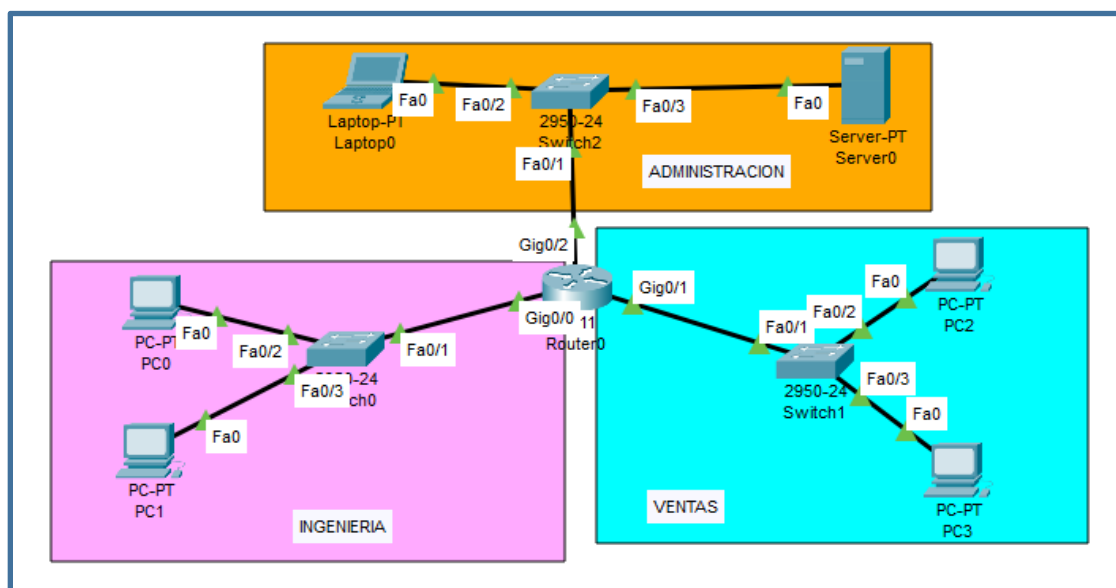 Fa0
Fa0/2
Fa0/3
Fa0
Laptop-PT
Laptop0
2950-24
Switch2
Server-PT
Server0
Fa0/1
ADMINISTRACION
Gig0/2
Gig0/0
11
Router0
Gig0/1
Fa0
PC-PT
PC0
Fa0/2
Fa0/1
Fa0/3
Fa0
PC-PT
PC1
INGENIERIA
Fa0/1
Fa0/2
Fa0
PC-PT
PC2
2950-24
Switch1
Fa0/3
Fa0
PC-PT
PC3
VENTAS